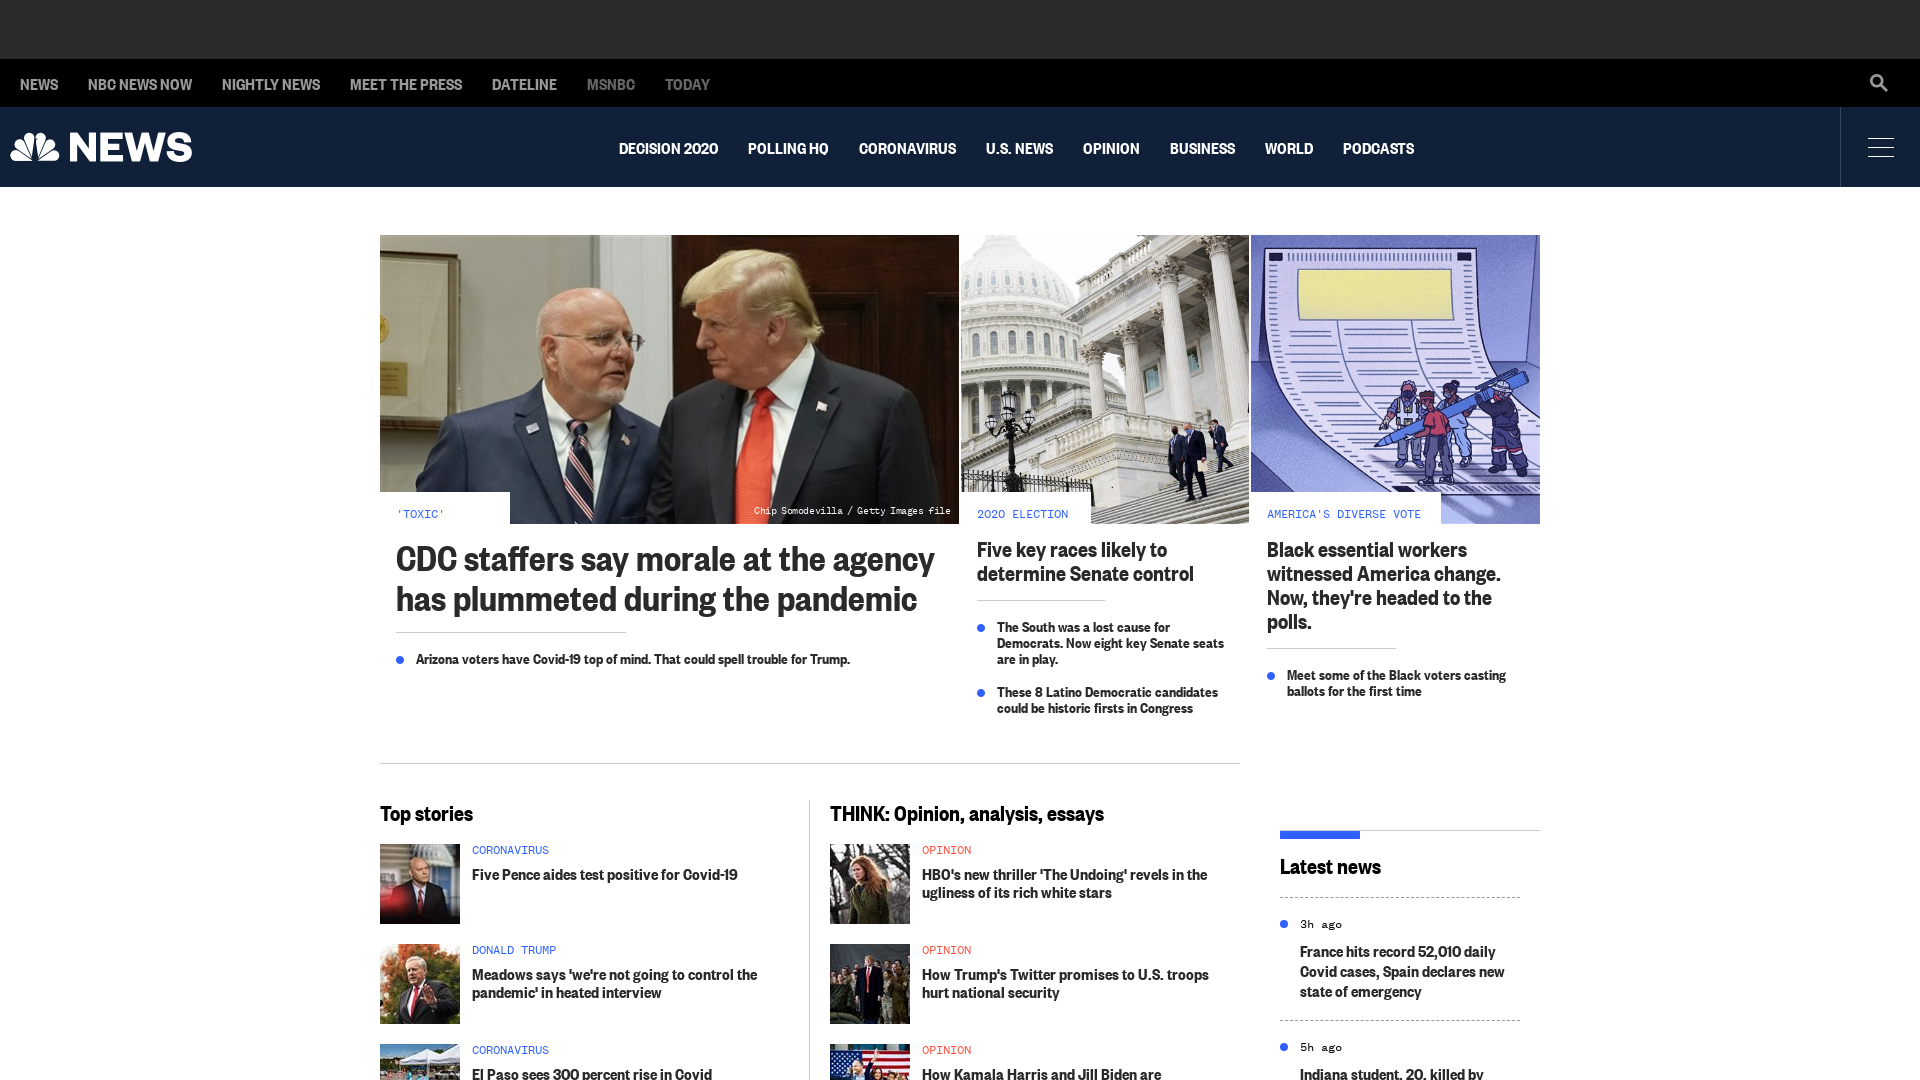 NEWS
NBC NEWS NOW
NIGHTLY NEWS
MEET THE PRESS
DATELINE
MSNBC
TODAY
NEWS
DECISION 2020
POLLING HQ
CORONAVIRUS
U.S. NEWS
OPINION
BUSINESS
WORLD
PODCASTS
Chip Somodevilla / Getty Images file
'TOXIC'
CDC staffers say morale at the agency
has plummeted during the pandemic
Arizona voters have Covid-19 top of mind. That could spell trouble for Trump.
2020 ELECTION
Five key races likely to
determine Senate control
The South was a lost cause for
Democrats. Now eight key Senate seats
are in play.
These 8 Latino Democratic candidates
could be historic firsts in Congress
AMERICA'S DIVERSE VOTE
Black essential workers
witnessed America change.
Now, they're headed to the
polls.
Meet some of the Black voters casting
ballots for the first time
Top stories
CORONAVIRUS
Five Pence aides test positive for Covid-19
DONALD TRUMP
Meadows says 'we're not going to control the
pandemic' in heated interview
CORONAVIRUS
El Paso sees 300 percent rise in Covid
THINK: Opinion, analysis, essays
OPINION
HBO's new thriller 'The Undoing' revels in the
ugliness of its rich white stars
OPINION
How Trump's Twitter promises to U.S. troops
hurt national security
OPINION
How Kamala Harris and Jill Biden are
Latest news
3h ago
France hits record 52,010 daily
Covid cases, Spain declares new
state of emergency
5h ago
Indiana student, 20, killed by